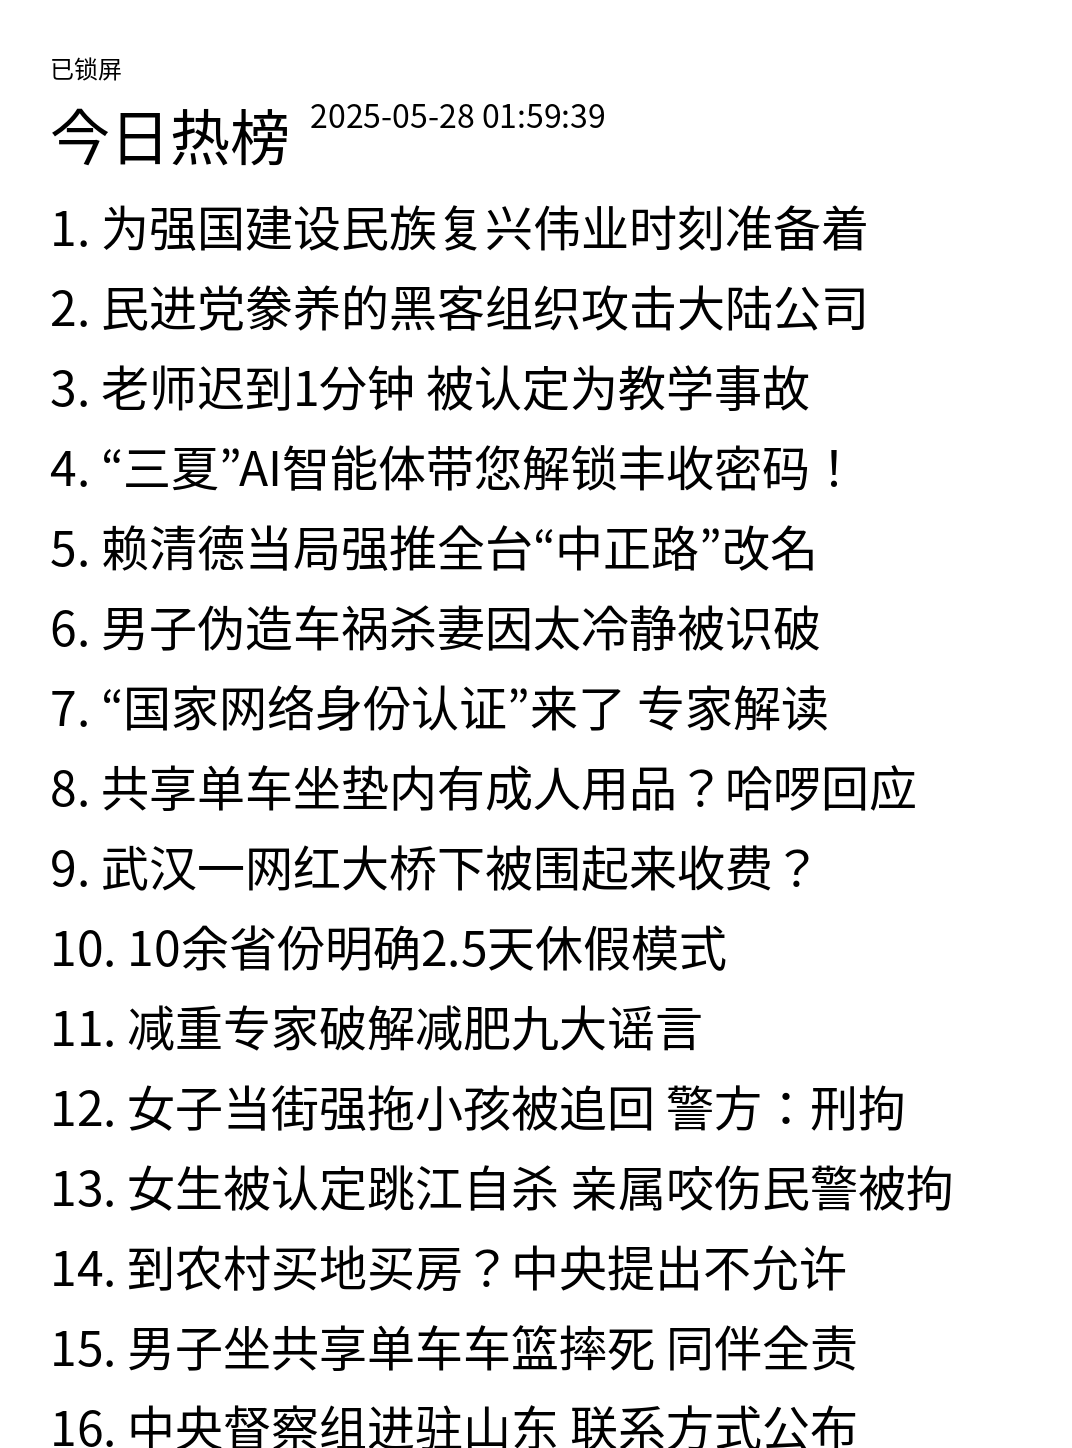 已锁屏
今日热榜 2025-05-28 01:59:39
1. 为强国建设民族复兴伟业时刻准备着
2. 民进党豢养的黑客组织攻击大陆公司
3. 老师迟到1分钟 被认定为教学事故
4. “三夏”AI智能体带您解锁丰收密码！
5. 赖清德当局强推全台“中正路”改名
6. 男子伪造车祸杀妻因太冷静被识破
7. “国家网络身份认证”来了 专家解读
8. 共享单车坐垫内有成人用品？哈啰回应
9. 武汉一网红大桥下被围起来收费？
10. 10余省份明确2.5天休假模式
11. 减重专家破解减肥九大谣言
12. 女子当街强拖小孩被追回 警方：刑拘
13. 女生被认定跳江自杀 亲属咬伤民警被拘
14. 到农村买地买房？中央提出不允许
15. 男子坐共享单车车篮摔死 同伴全责
16. 中央督察组进驻山东 联系方式公布